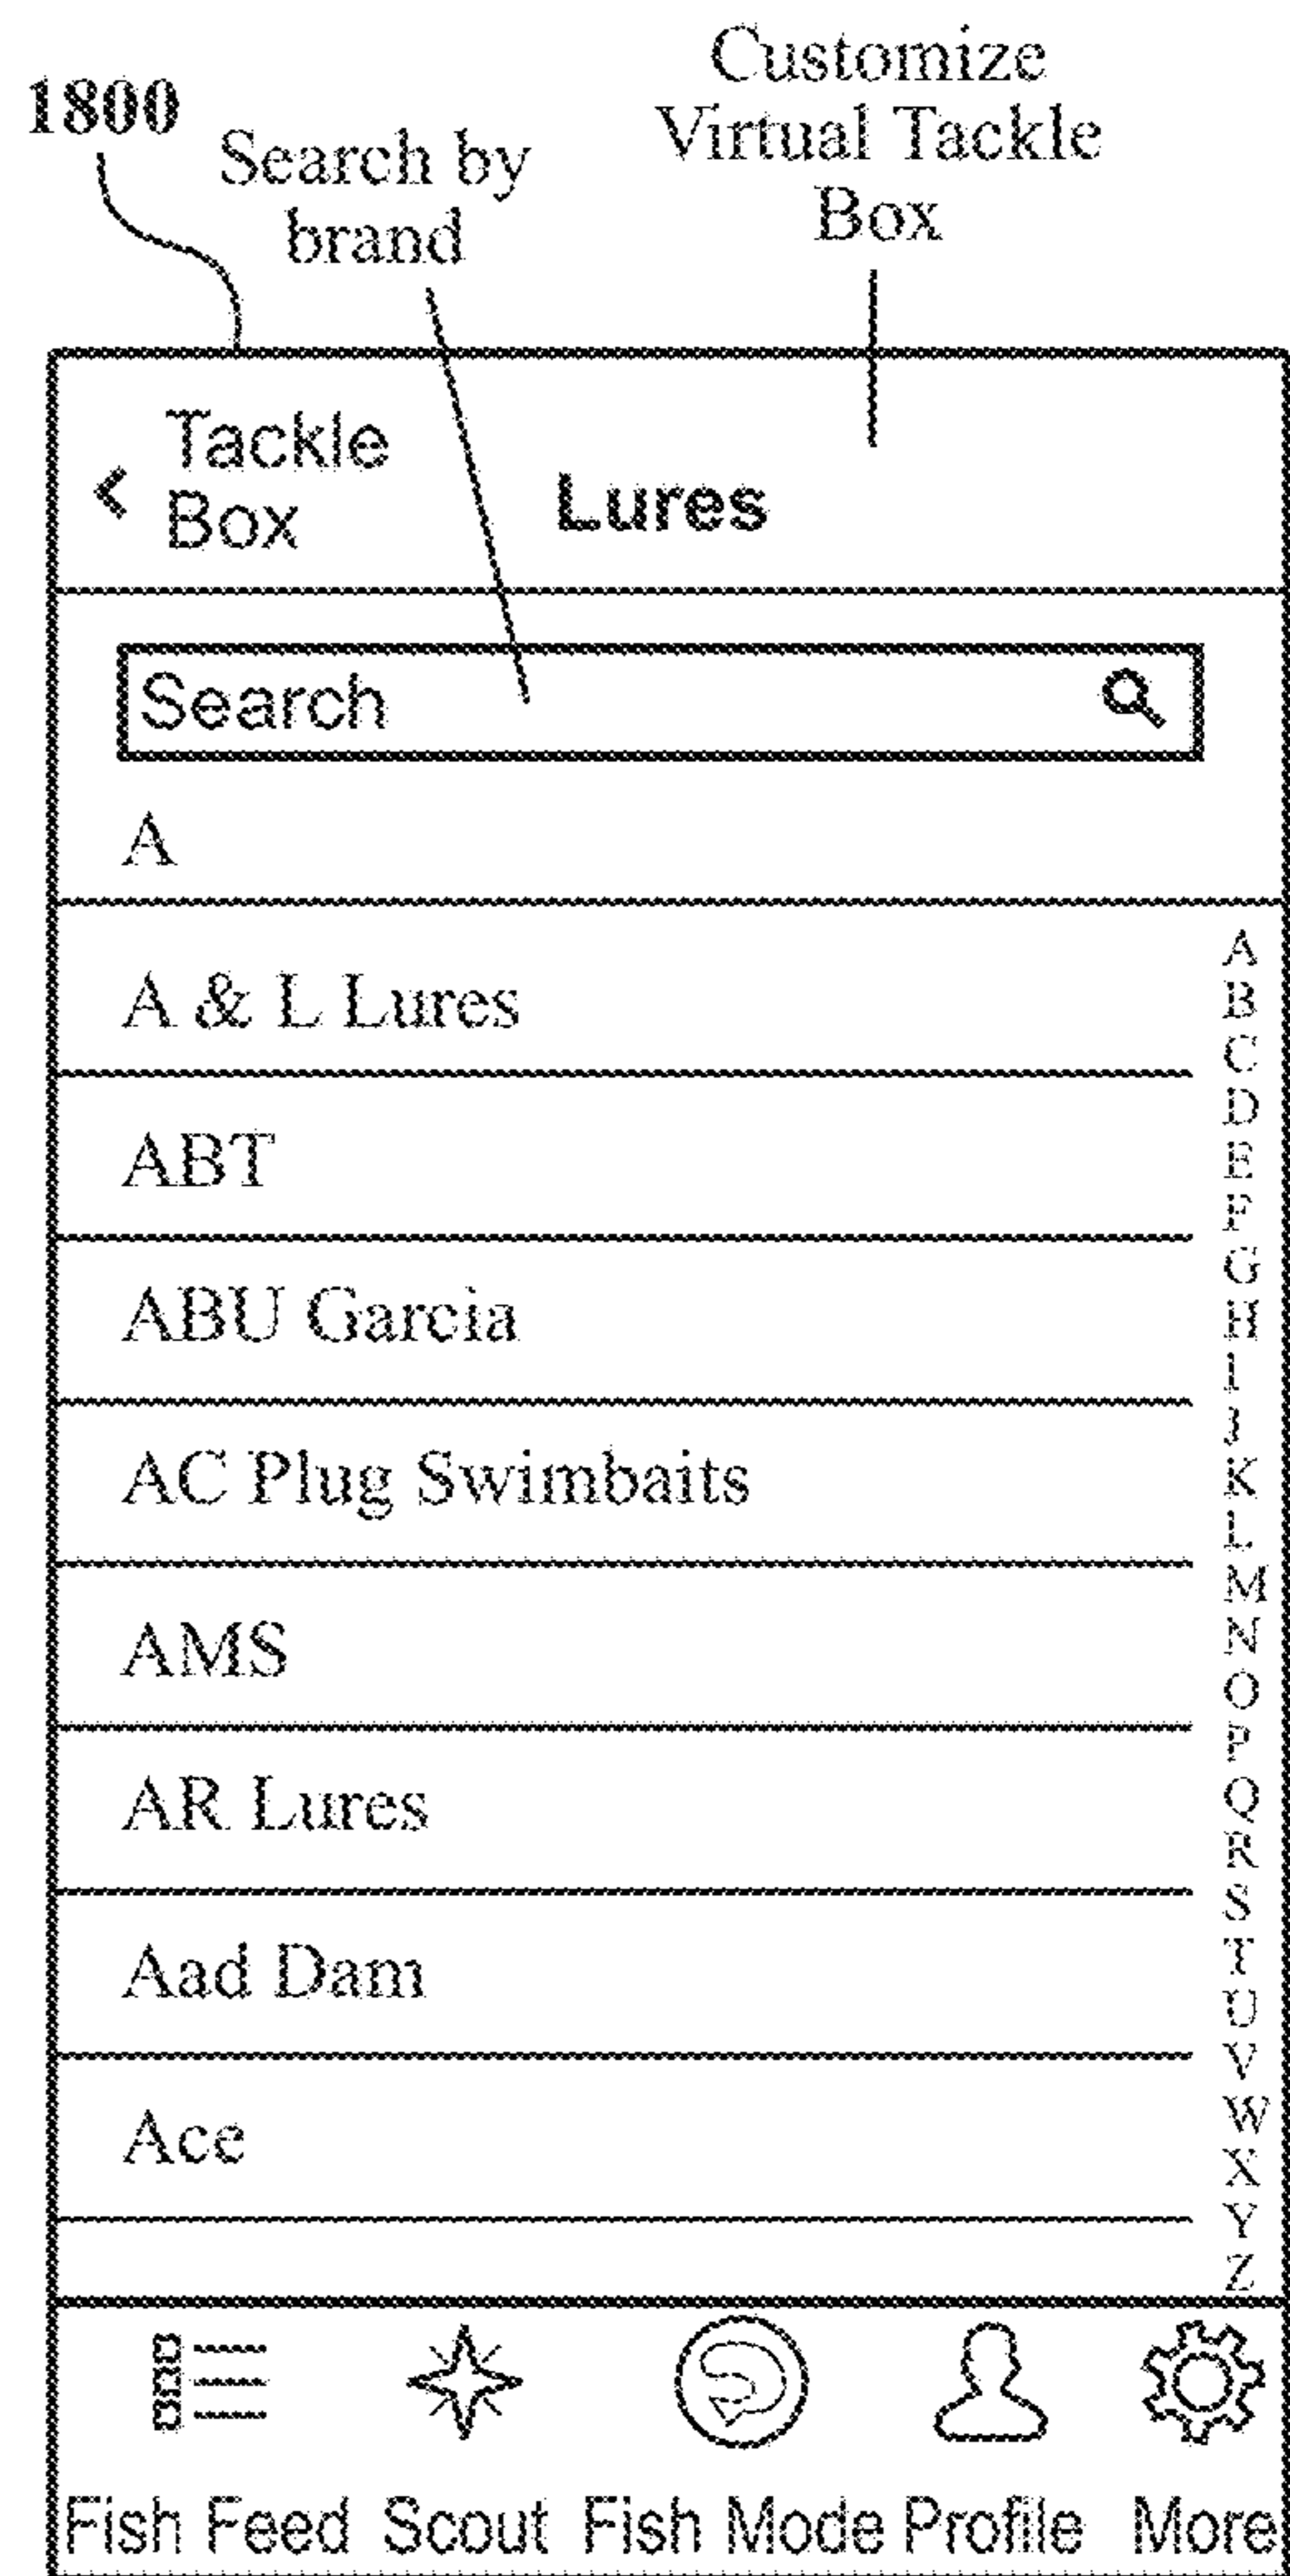 1800
Search by
brand
Customize
Virtual Tackle
Box
<
Tackle
Box
Lures
Search
A
A & L Lures
ABT
ABU Garcia
AC Plug Swimbaits
AMS
AR Lures
Aad Dam
Ace
A
B
C
D
E
F
G
H
I
J
K
L
M
N
O
P
Q
R
S
T
U
V
W
X
Y
Z
Fish Feed Scout Fish Mode Profile More